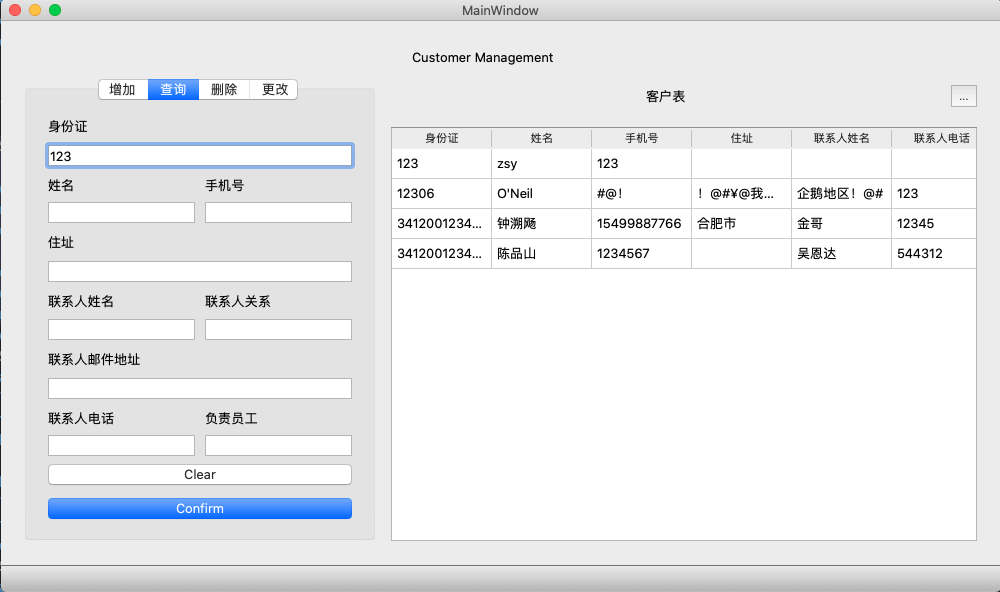 MainWindow
Customer Management
增加 查询 删除 更改
身份证
123
姓名 手机号
住址
联系人姓名 联系人关系
联系人邮件地址
联系人电话 负责员工
Clear
Confirm
客户表
...
身份证 姓名 手机号 住址 联系人姓名 联系人电话
123 zsy 123
12306 O'Neil #@！ ！@#¥@我... 企鹅地区！@# 123
3412001234... 钟溯飏 15499887766 合肥市 金哥 12345
3412001234... 陈品山 1234567 吴恩达 544312